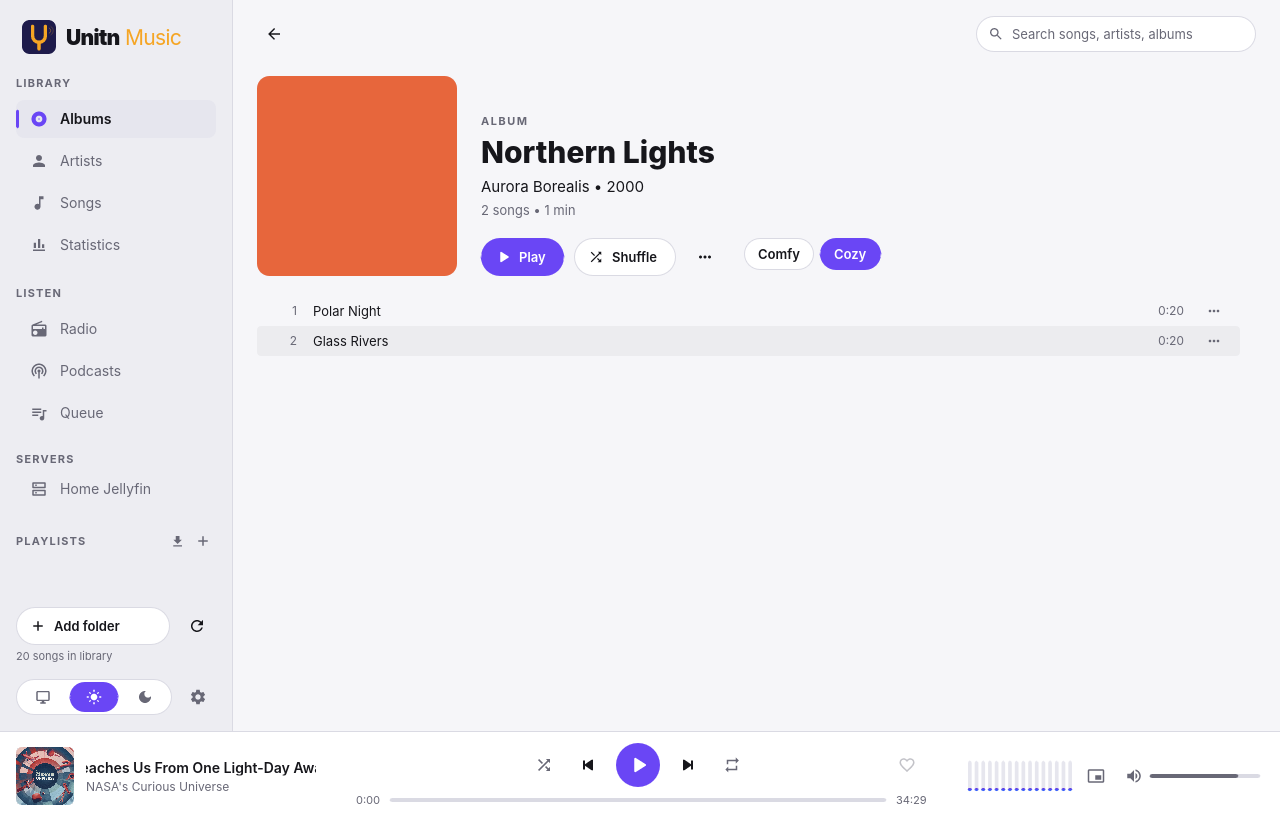 Unitn Music
LIBRARY
Albums
Artists
Songs
Statistics
LISTEN
Radio
Podcasts
Queue
SERVERS
Home Jellyfin
PLAYLISTS
Add folder
20 songs in library
Search songs, artists, albums
ALBUM
Northern Lights
Aurora Borealis • 2000
2 songs • 1 min
Play
Shuffle
Comfy
Cozy
1 Polar Night 0:20
2 Glass Rivers 0:20
eaches Us From One Light-Day Awa
NASA's Curious Universe
0:00
34:29